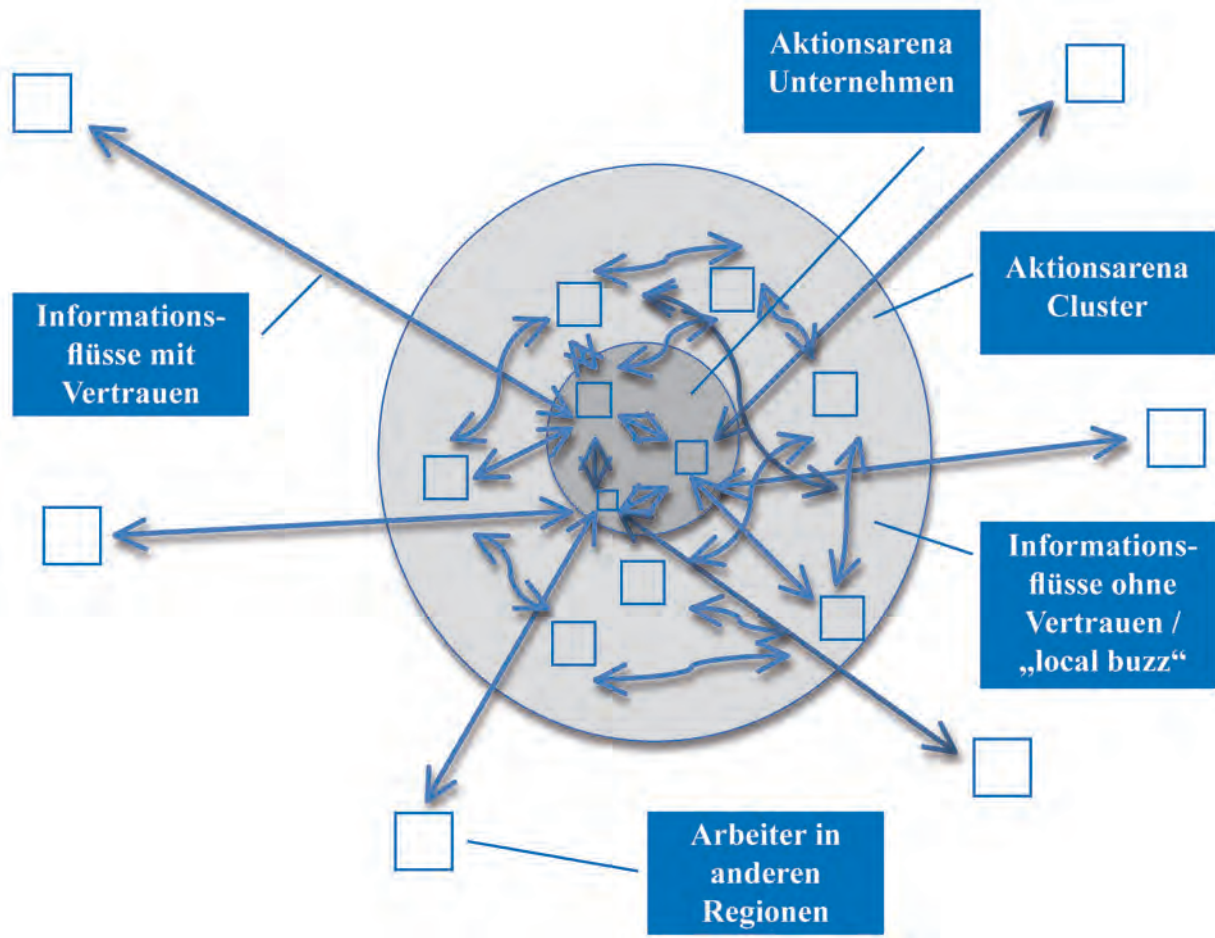 Aktionsarena
Unternehmen
Aktionsarena
Cluster
Informations-
flüsse mit
Vertrauen
Informations-
flüsse ohne
Vertrauen /
„local buzz“
Arbeiter in
anderen
Regionen